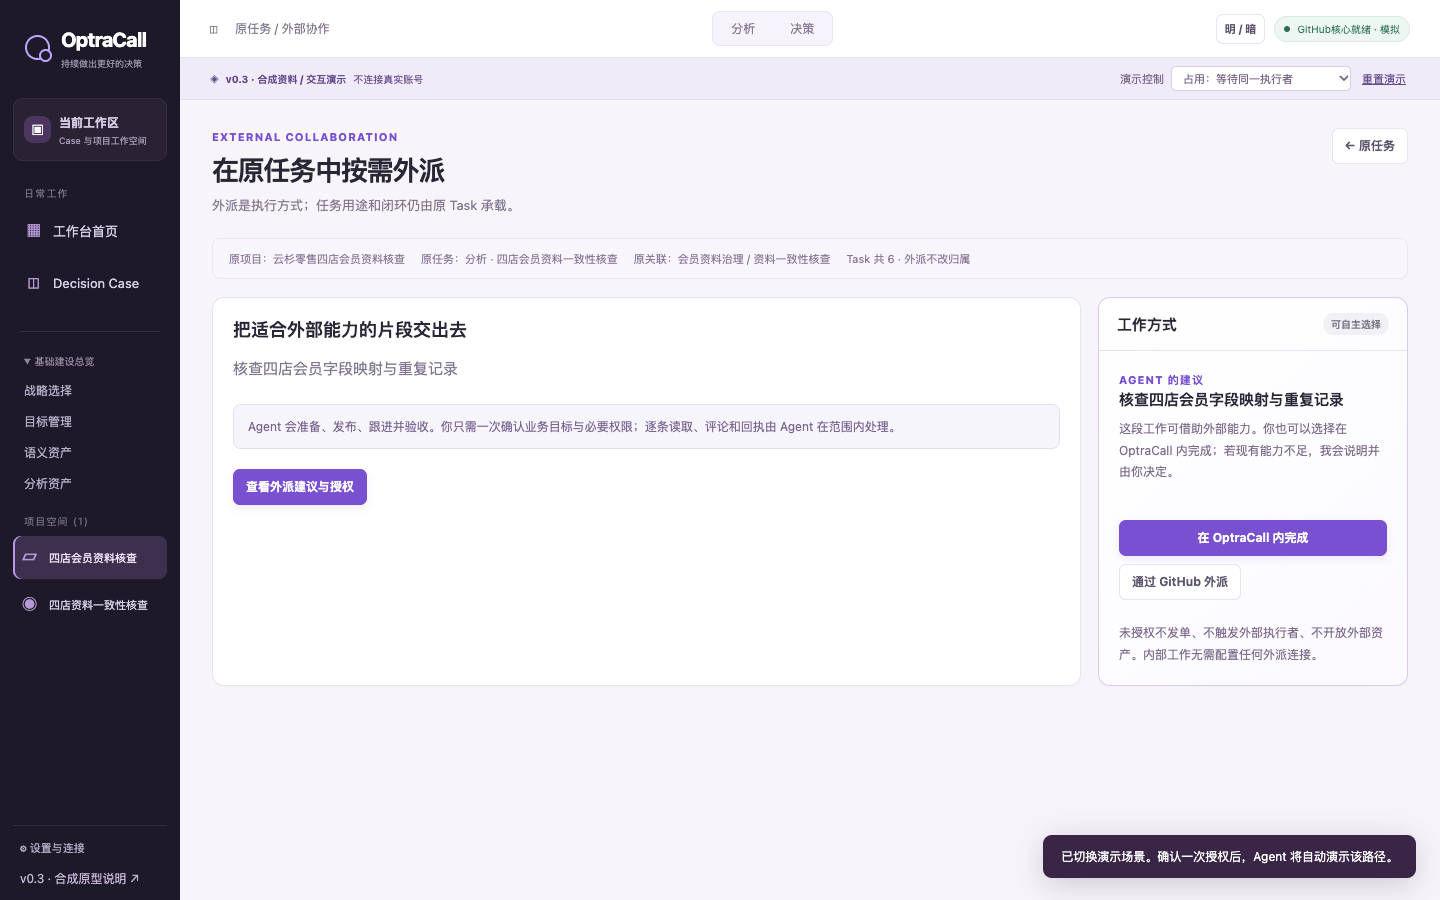 OptraCall
持续做出更好的决策
当前工作区
Case 与项目工作空间
日常工作
工作台首页
Decision Case
▼ 基础建设总览
战略选择
目标管理
语义资产
分析资产
项目空间 (1)
四店会员资料核查
四店资料一致性核查
设置与连接
v0.3 · 合成原型说明 ↗
原任务 / 外部协作
分析
决策
明 / 暗
GitHub核心就绪 · 模拟
v0.3 · 合成资料 / 交互演示 不连接真实账号
演示控制
占用：等待同一执行者
重置演示
EXTERNAL COLLABORATION
在原任务中按需外派
外派是执行方式；任务用途和闭环仍由原 Task 承载。
← 原任务
原项目：云杉零售四店会员资料核查 原任务：分析 · 四店会员资料一致性核查 原关联：会员资料治理 / 资料一致性核查 Task 共 6 · 外派不改归属
把适合外部能力的片段交出去
核查四店会员字段映射与重复记录
Agent 会准备、发布、跟进并验收。你只需一次确认业务目标与必要权限；逐条读取、评论和回执由 Agent 在范围内处理。
查看外派建议与授权
工作方式
可自主选择
AGENT 的建议
核查四店会员字段映射与重复记录
这段工作可借助外部能力。你也可以选择在
OptraCall 内完成；若现有能力不足，我会说明并
由你决定。
在 OptraCall 内完成
通过 GitHub 外派
未授权不发单、不触发外部执行者、不开放外部资
产。内部工作无需配置任何外派连接。
已切换演示场景。确认一次授权后，Agent 将自动演示该路径。